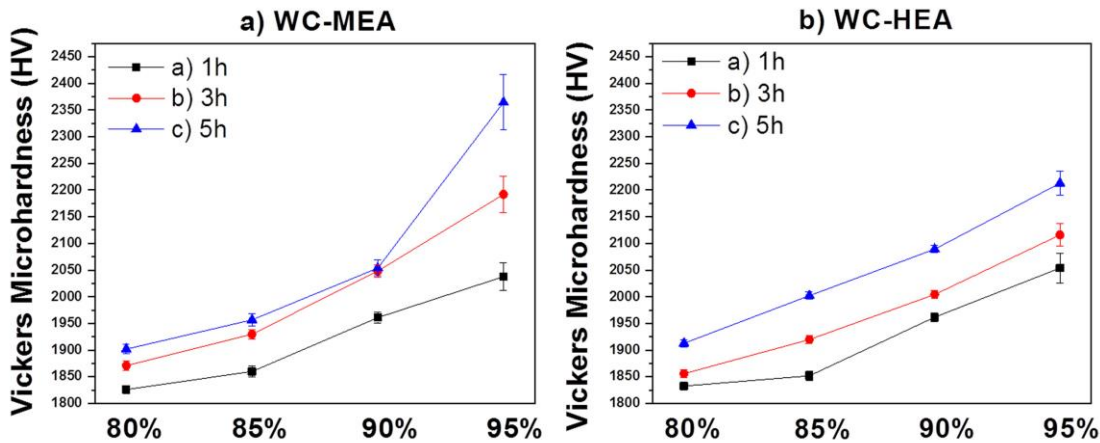 a) WC-MEA
Vickers Microhardness (HV)
2450
2400
2350
2300
2250
2200
2150
2100
2050
2000
1950
1900
1850
1800
a) 1h
b) 3h
c) 5h
80% 85% 90% 95%
b) WC-HEA
Vickers Microhardness (HV)
2450
2400
2350
2300
2250
2200
2150
2100
2050
2000
1950
1900
1850
1800
a) 1h
b) 3h
c) 5h
80% 85% 90% 95%